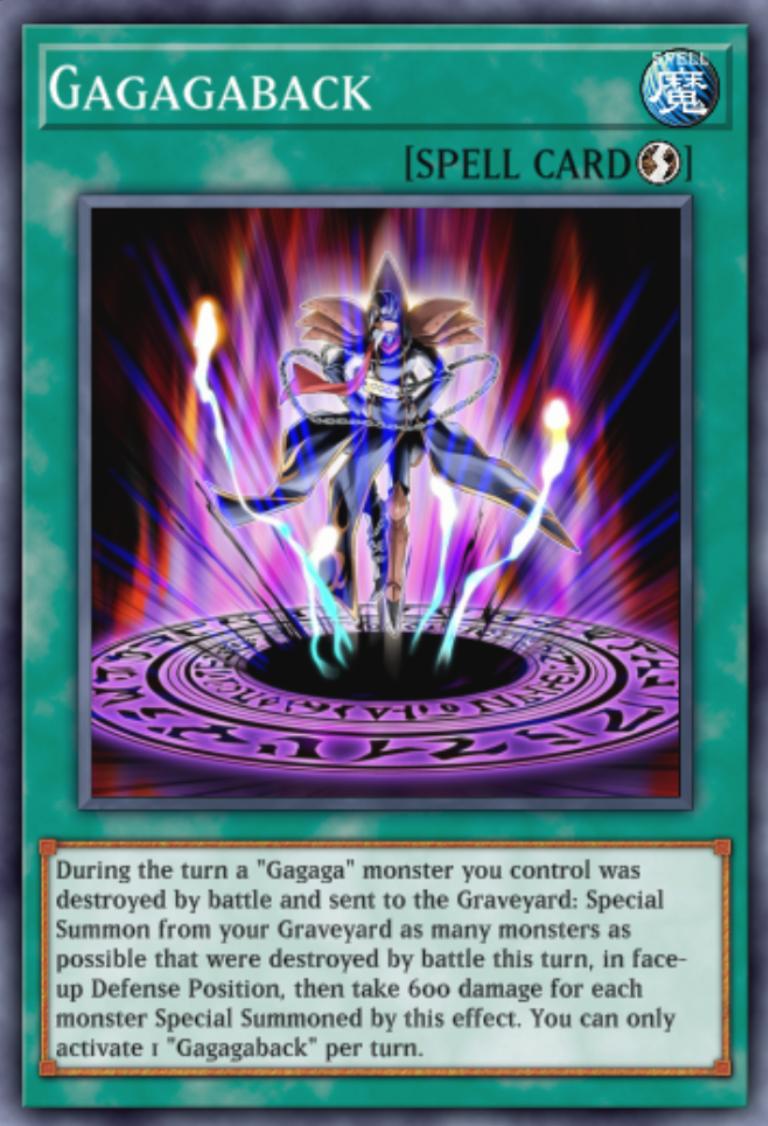 GAGAGABACK
SPELL
魔
[SPELL CARD]
During the turn a "Gagaga" monster you control was
destroyed by battle and sent to the Graveyard: Special
Summon from your Graveyard as many monsters as
possible that were destroyed by battle this turn, in face-
up Defense Position, then take 600 damage for each
monster Special Summoned by this effect. You can only
activate 1 "Gagagaback" per turn.